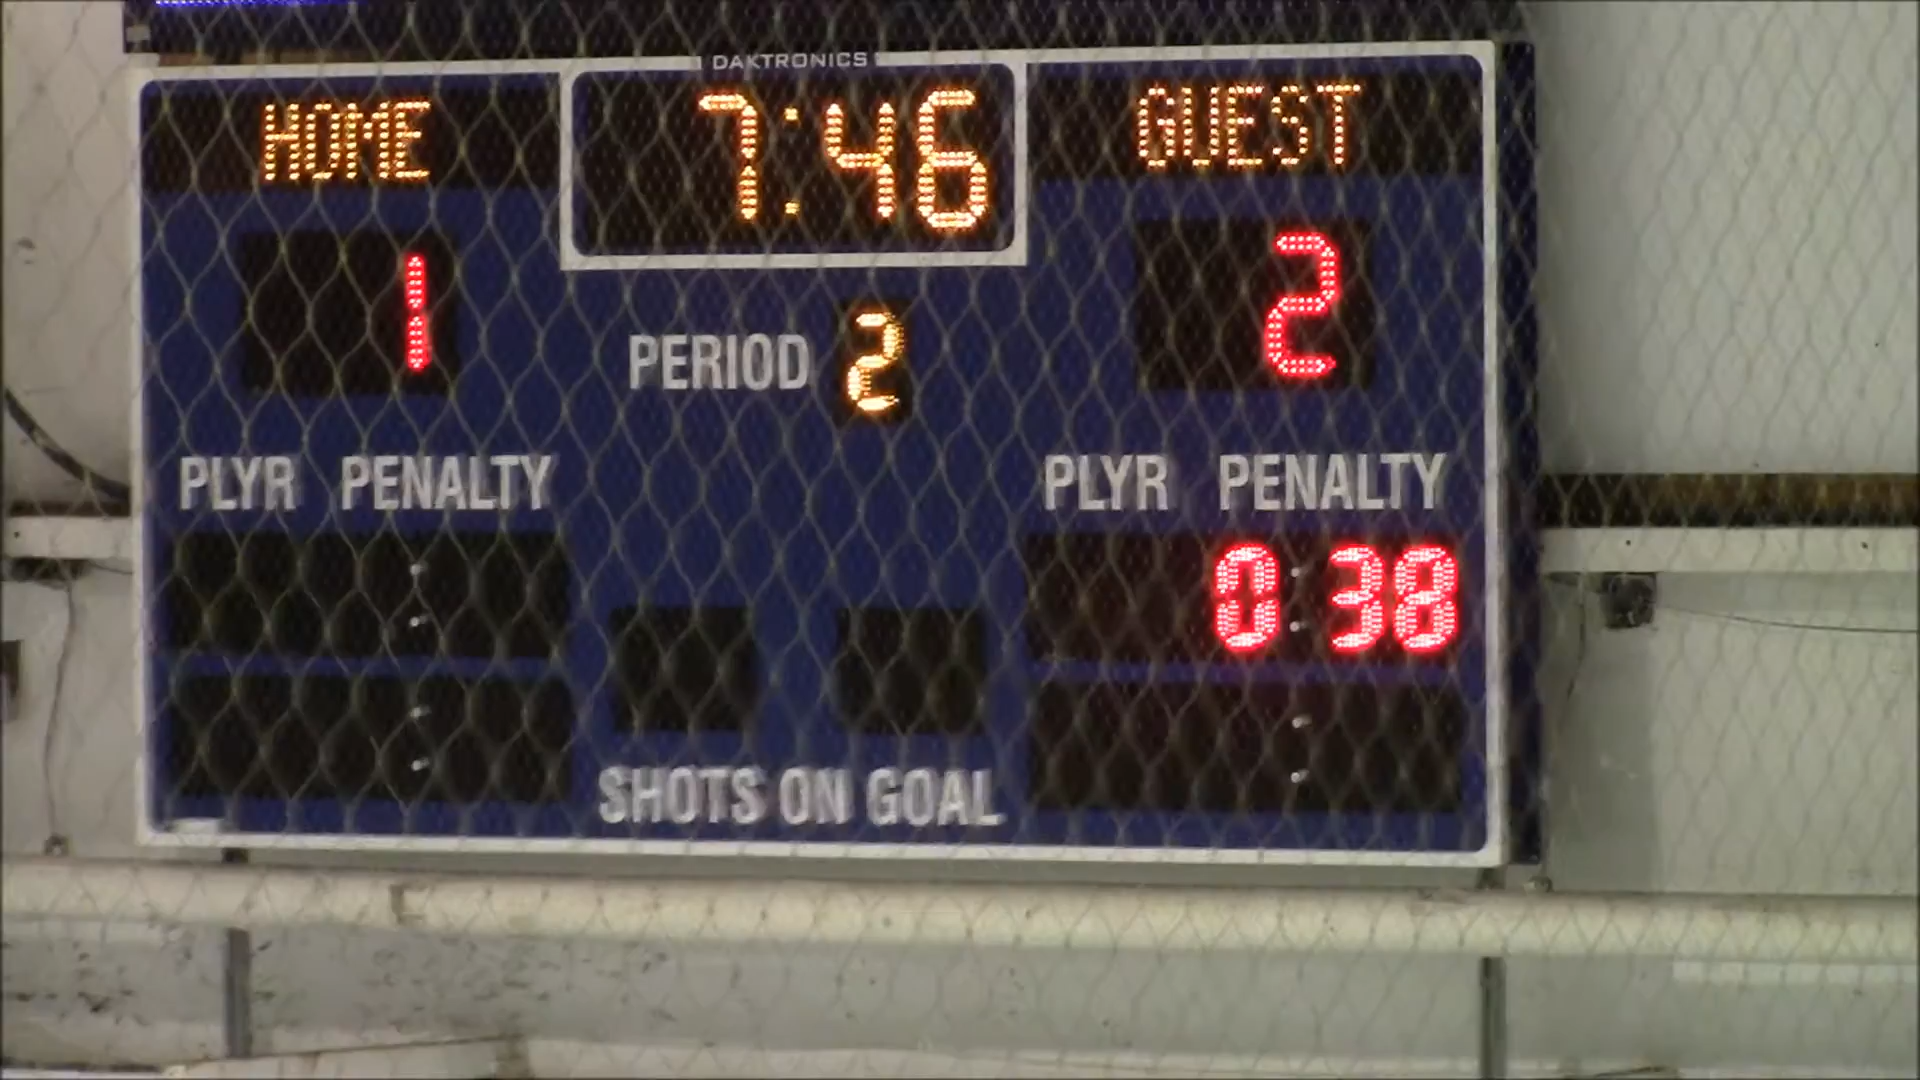 DAKTRONICS
HOME 7:46 GUEST
1 PERIOD 2 2
PLYR PENALTY PLYR PENALTY
0:38
SHOTS ON GOAL